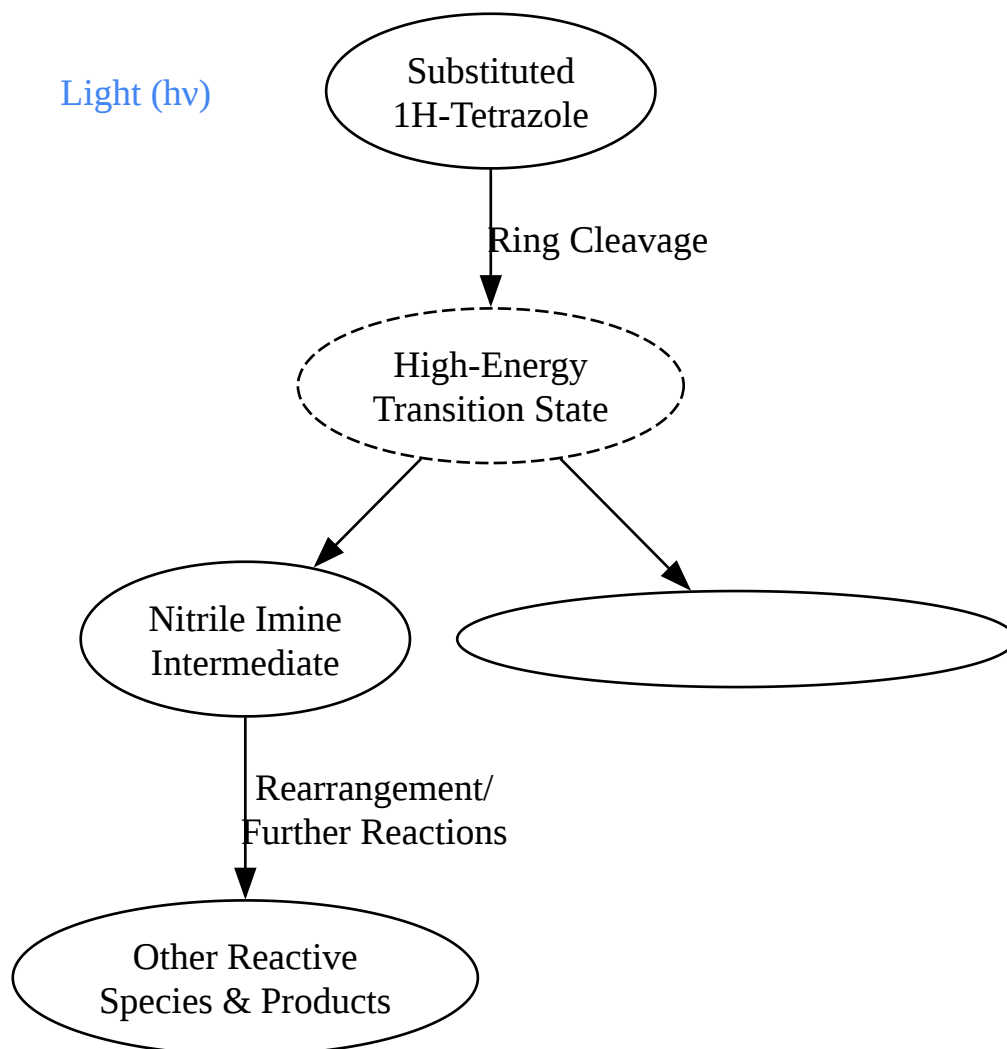 Light (hν)
Substituted
1H-Tetrazole
Ring Cleavage
High-Energy
Transition State
Nitrile Imine
Intermediate
Rearrangement/
Further Reactions
Other Reactive
Species & Products